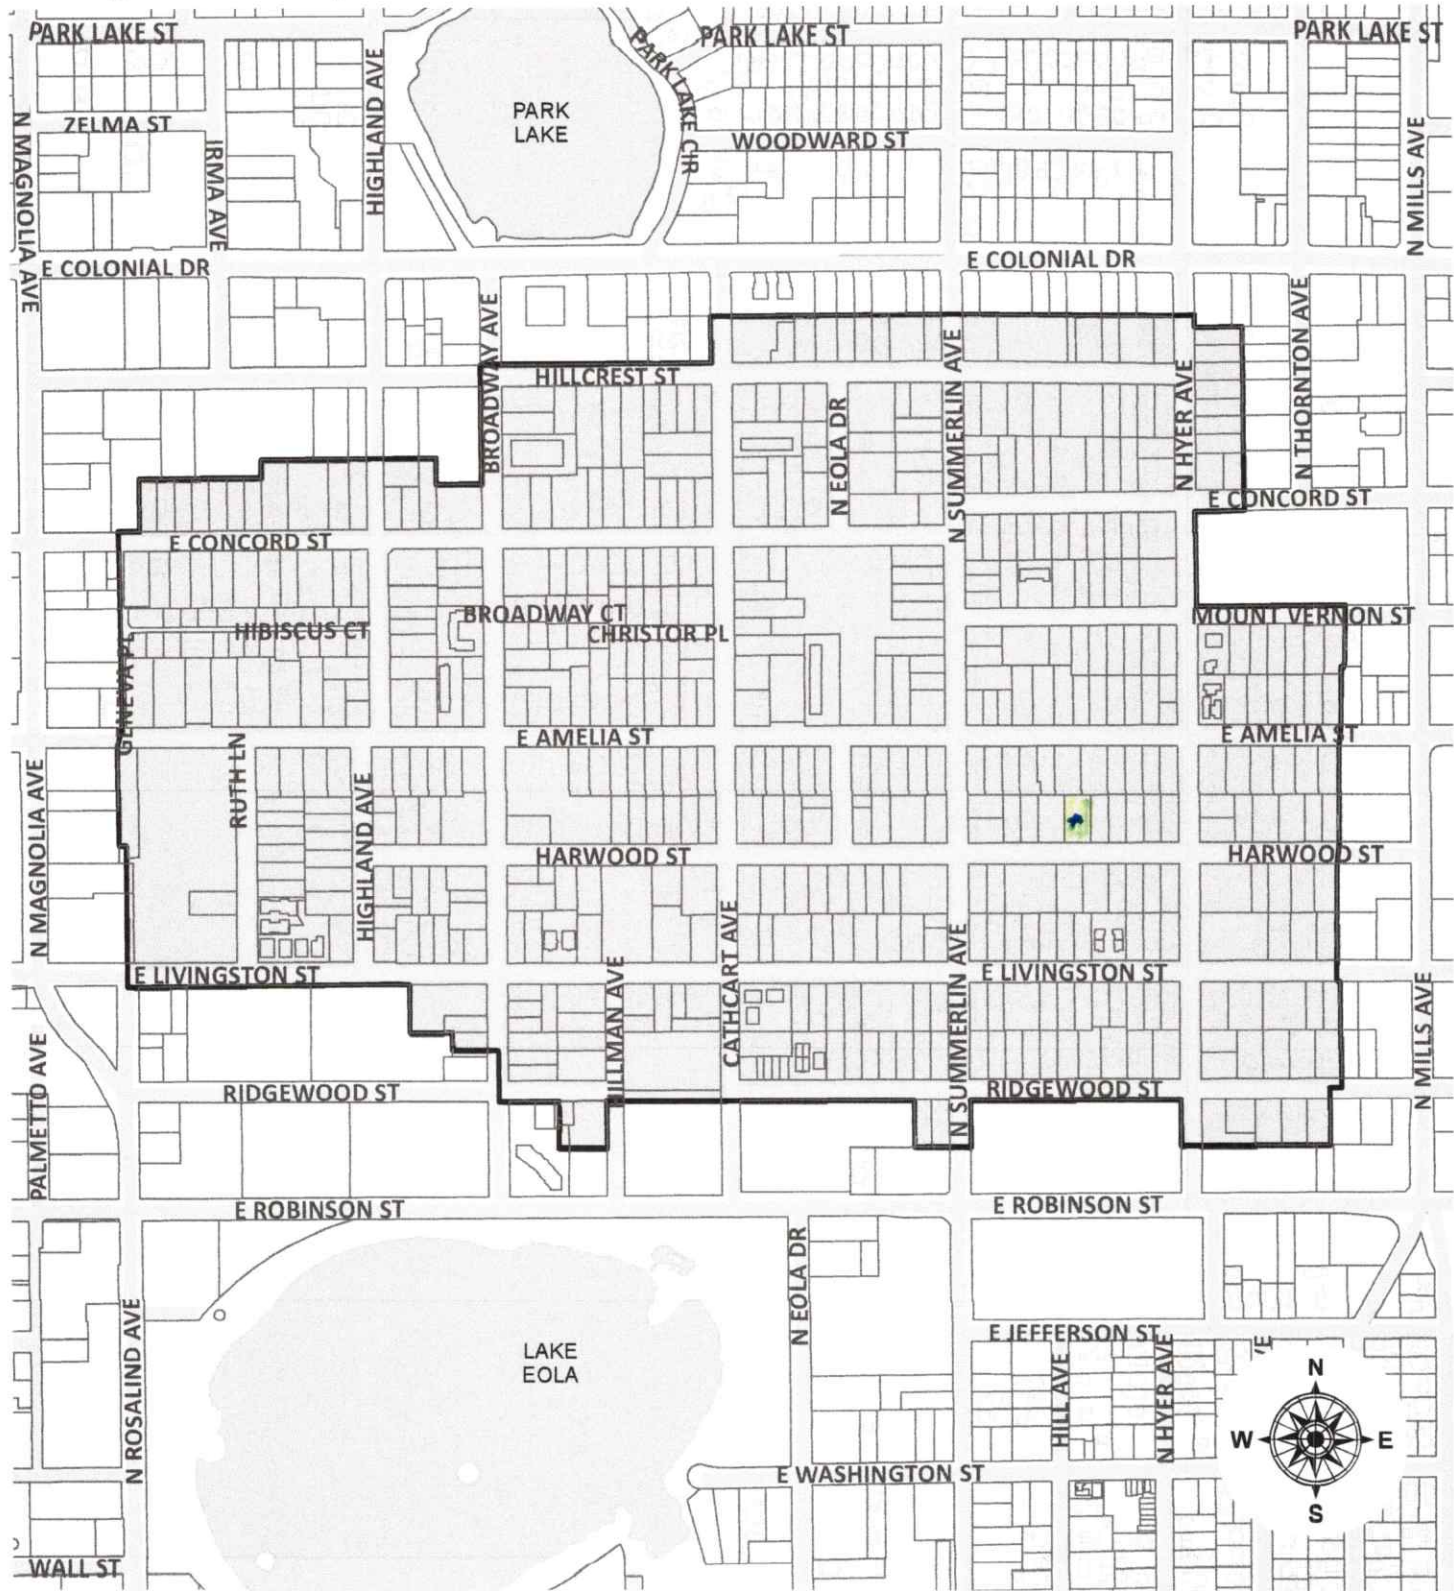 PARK LAKE ST
PARK LAKE ST
PARK LAKE ST
PARK LAKE CIR
HIGHLAND AVE
PARK
LAKE
ZELMA ST
N MAGNOLIA AVE
IRMA AVE
WOODWARD ST
N MILLS AVE
E COLONIAL DR
E COLONIAL DR
BROADWAY AVE
N THORNTON AVE
HILLCREST ST
N EOLA DR
N SUMMERLIN AVE
N HYER AVE
E CONCORD ST
E CONCORD ST
BROADWAY CT
MOUNT VERNON ST
HIBISCUS CT
CHRISTOR PL
GENEVA PL
E AMELIA ST
E AMELIA ST
RUTH LN
N MAGNOLIA AVE
HIGHLAND AVE
HARWOOD ST
HARWOOD ST
CATHCART AVE
N SUMMERLIN AVE
E LIVINGSTON ST
E LIVINGSTON ST
HILLMAN AVE
N MILLS AVE
PALMETTO AVE
RIDGEWOOD ST
RIDGEWOOD ST
E ROBINSON ST
E ROBINSON ST
N EOLA DR
N ROSALIND AVE
LAKE
EOLA
E JEFFERSON ST
HILL AVE
N HYER AVE
VE
N
W
E
S
E WASHINGTON ST
WALL ST